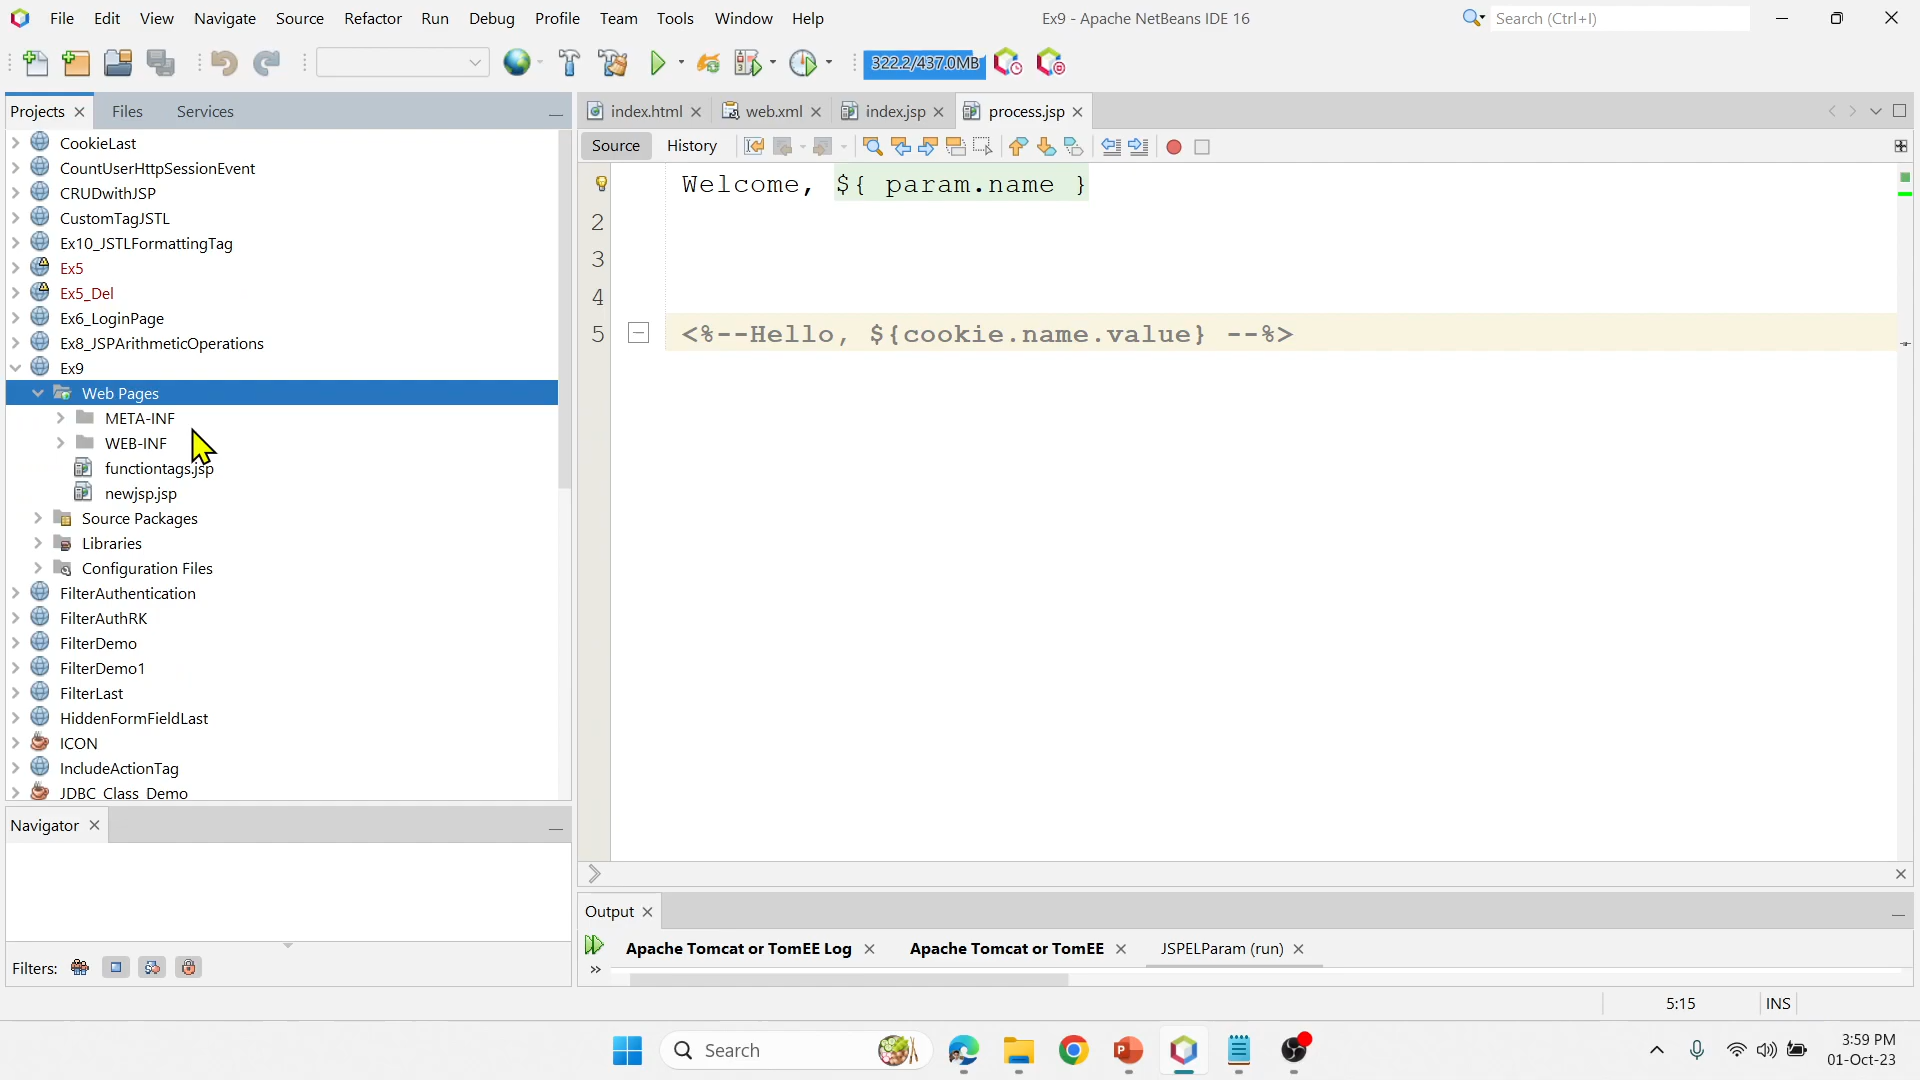 File Edit View Navigate Source Refactor Run Debug Profile Team Tools Window Help
Ex9 - Apache NetBeans IDE 16
Search (Ctrl+I)
322.2/437.0MB
Projects Files Services
index.html web.xml index.jsp process.jsp
Source History
CookieLast
CountUserHttpSessionEvent
CRUDwithJSP
CustomTagJSTL
Ex10_JSTLFormattingTag
Ex5
Ex5_Del
Ex6_LoginPage
Ex8_JSPArithmeticOperations
Ex9
Web Pages
META-INF
WEB-INF
functiontags.jsp
newjsp.jsp
Source Packages
Libraries
Configuration Files
FilterAuthentication
FilterAuthRK
FilterDemo
FilterDemo1
FilterLast
HiddenFormFieldLast
ICON
IncludeActionTag
JDBC Class Demo
Welcome, ${ param.name }
2
3
4
5 <%--Hello, ${cookie.name.value} --%>
Navigator
Filters:
Output
Apache Tomcat or TomEE Log Apache Tomcat or TomEE JSPELParam (run)
5:15 INS
Search
3:59 PM
01-Oct-23